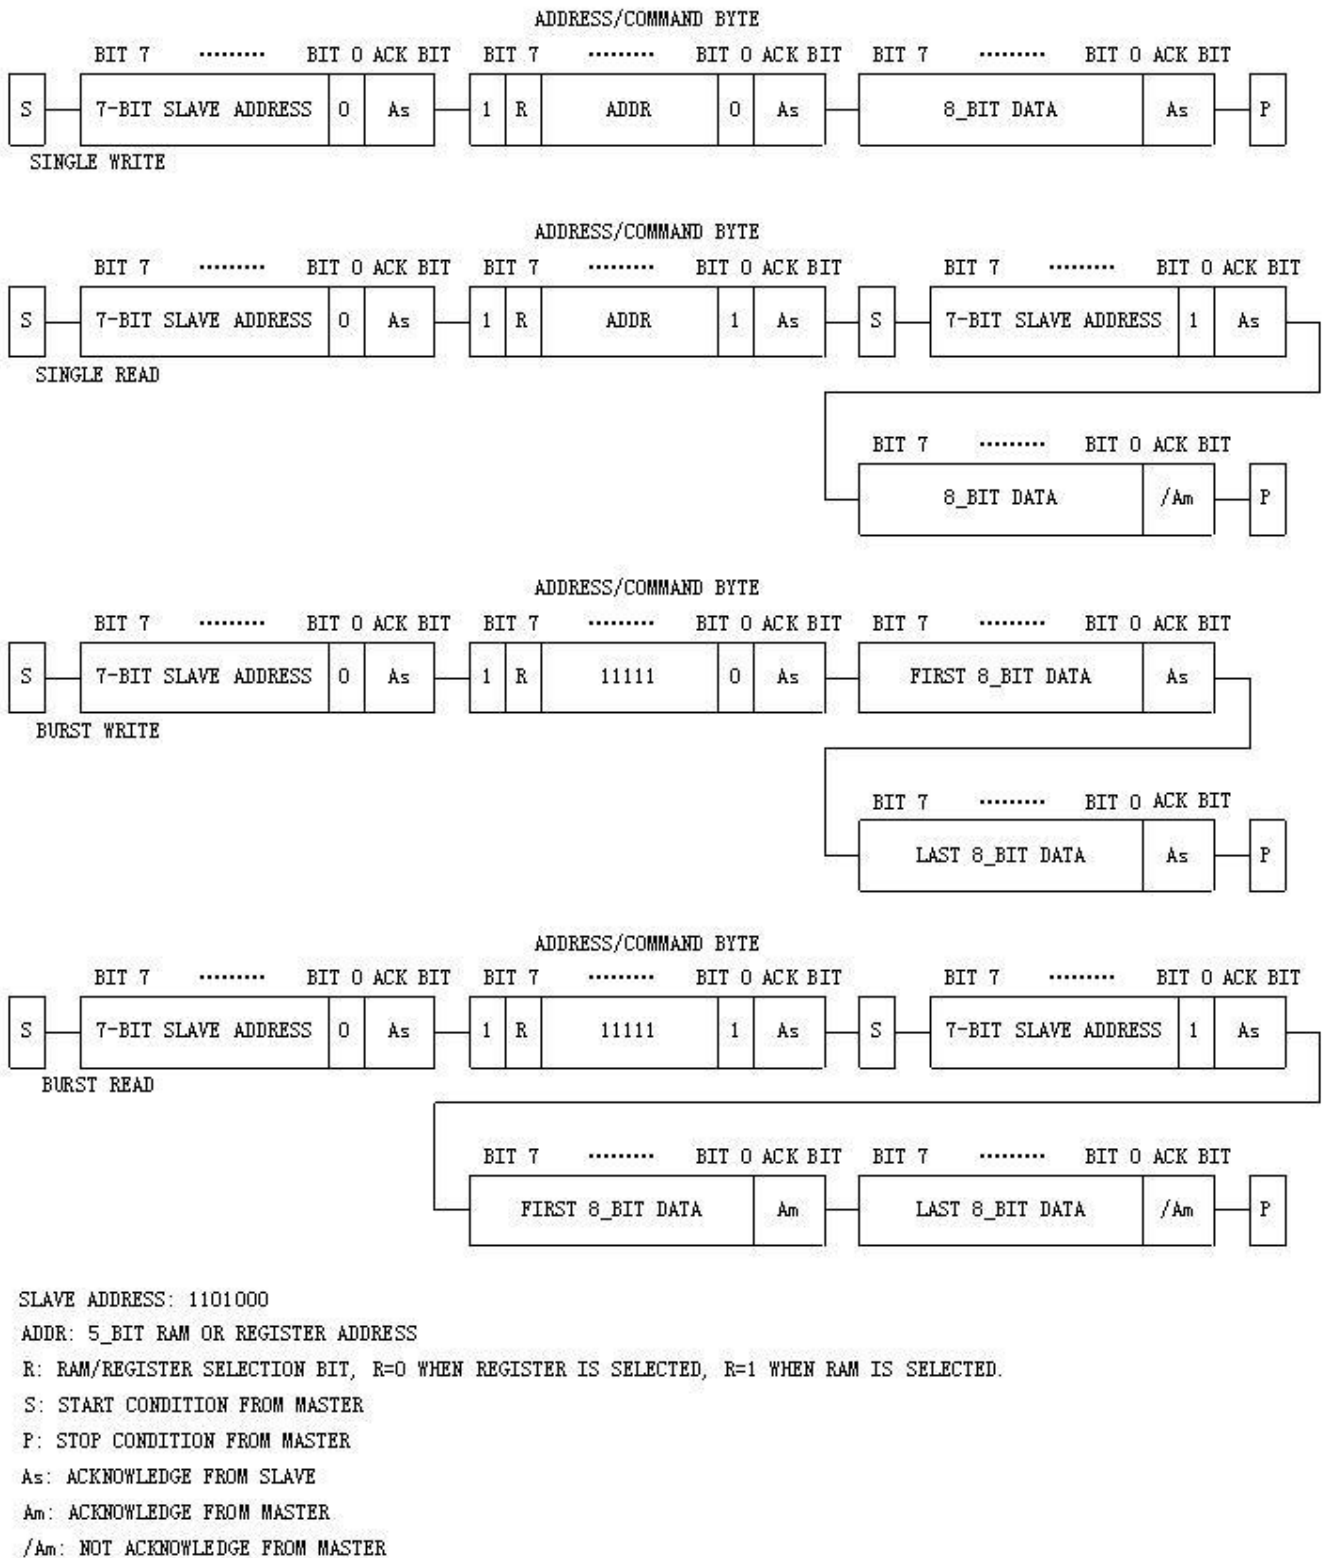 ADDRESS/COMMAND BYTE
BIT 7 ········· BIT 0 ACK BIT BIT 7 ········· BIT 0 ACK BIT BIT 7 ········· BIT 0 ACK BIT
S 7-BIT SLAVE ADDRESS 0 As 1 R ADDR 0 As 8_BIT DATA As P
SINGLE WRITE
ADDRESS/COMMAND BYTE
BIT 7 ········· BIT 0 ACK BIT BIT 7 ········· BIT 0 ACK BIT BIT 7 ········· BIT 0 ACK BIT
S 7-BIT SLAVE ADDRESS 0 As 1 R ADDR 1 As S 7-BIT SLAVE ADDRESS 1 As
SINGLE READ
BIT 7 ········· BIT 0 ACK BIT
8_BIT DATA /Am P
ADDRESS/COMMAND BYTE
BIT 7 ········· BIT 0 ACK BIT BIT 7 ········· BIT 0 ACK BIT BIT 7 ········· BIT 0 ACK BIT
S 7-BIT SLAVE ADDRESS 0 As 1 R 11111 0 As FIRST 8_BIT DATA As
BURST WRITE
BIT 7 ········· BIT 0 ACK BIT
LAST 8_BIT DATA As P
ADDRESS/COMMAND BYTE
BIT 7 ········· BIT 0 ACK BIT BIT 7 ········· BIT 0 ACK BIT BIT 7 ········· BIT 0 ACK BIT
S 7-BIT SLAVE ADDRESS 0 As 1 R 11111 1 As S 7-BIT SLAVE ADDRESS 1 As
BURST READ
BIT 7 ········· BIT 0 ACK BIT BIT 7 ········· BIT 0 ACK BIT
FIRST 8_BIT DATA Am LAST 8_BIT DATA /Am P
SLAVE ADDRESS: 1101000
ADDR: 5_BIT RAM OR REGISTER ADDRESS
R: RAM/REGISTER SELECTION BIT, R=0 WHEN REGISTER IS SELECTED, R=1 WHEN RAM IS SELECTED.
S: START CONDITION FROM MASTER
P: STOP CONDITION FROM MASTER
As: ACKNOWLEDGE FROM SLAVE
Am: ACKNOWLEDGE FROM MASTER
/Am: NOT ACKNOWLEDGE FROM MASTER